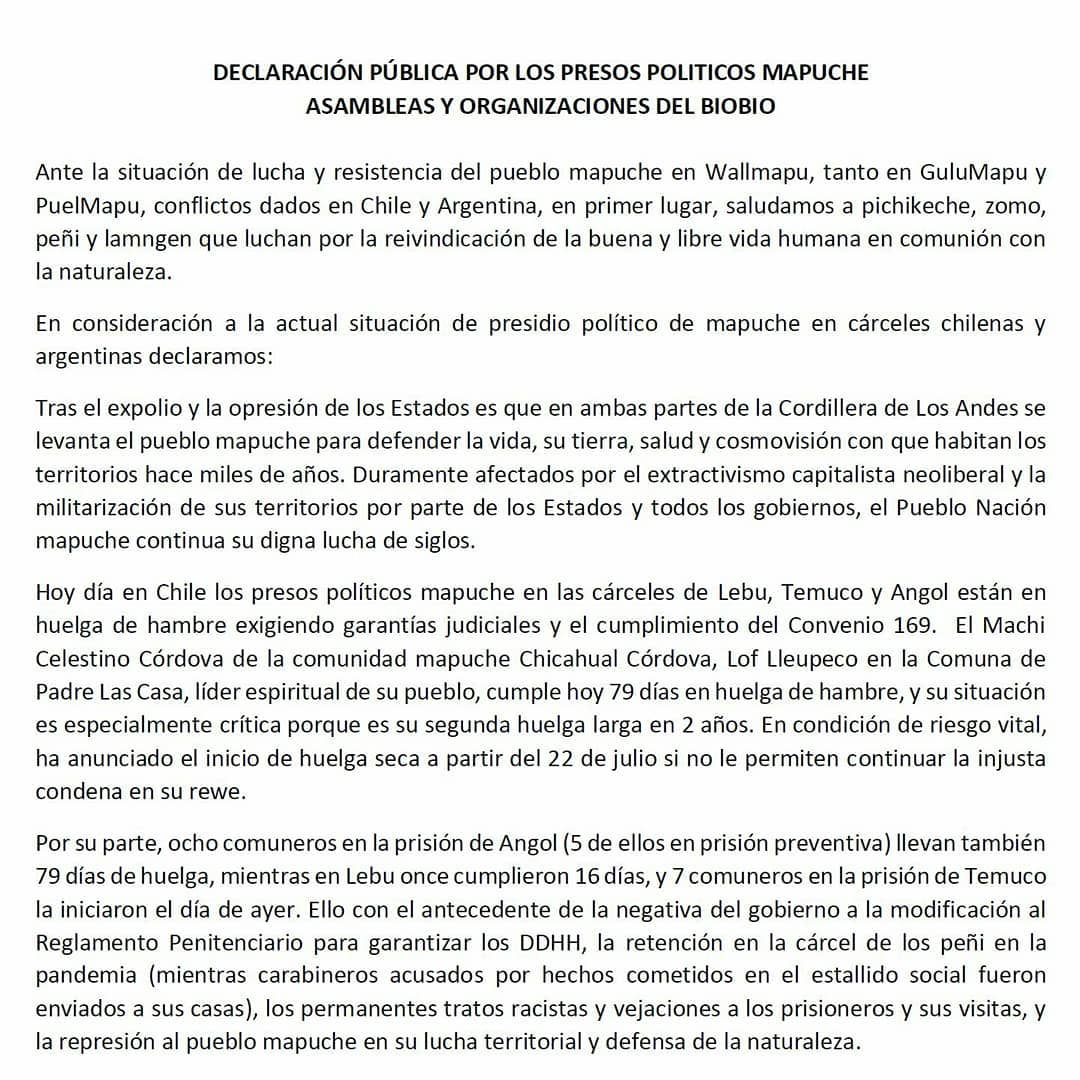 DECLARACIÓN PÚBLICA POR LOS PRESOS POLITICOS MAPUCHE
ASAMBLEAS Y ORGANIZACIONES DEL BIOBIO
Ante la situación de lucha y resistencia del pueblo mapuche en Wallmapu, tanto en GuluMapu y
PuelMapu, conflictos dados en Chile y Argentina, en primer lugar, saludamos a pichikeche, zomo,
peñi y lamngen que luchan por la reivindicación de la buena y libre vida humana en comunión con
la naturaleza.
En consideración a la actual situación de presidio político de mapuche en cárceles chilenas y
argentinas declaramos:
Tras el expolio y la opresión de los Estados es que en ambas partes de la Cordillera de Los Andes se
levanta el pueblo mapuche para defender la vida, su tierra, salud y cosmovisión con que habitan los
territorios hace miles de años. Duramente afectados por el extractivismo capitalista neoliberal y la
militarización de sus territorios por parte de los Estados y todos los gobiernos, el Pueblo Nación
mapuche continua su digna lucha de siglos.
Hoy día en Chile los presos políticos mapuche en las cárceles de Lebu, Temuco y Angol están en
huelga de hambre exigiendo garantías judiciales y el cumplimiento del Convenio 169. El Machi
Celestino Córdova de la comunidad mapuche Chicahual Córdova, Lof Lleupeco en la Comuna de
Padre Las Casa, líder espiritual de su pueblo, cumple hoy 79 días en huelga de hambre, y su situación
es especialmente crítica porque es su segunda huelga larga en 2 años. En condición de riesgo vital,
ha anunciado el inicio de huelga seca a partir del 22 de julio si no le permiten continuar la injusta
condena en su rewe.
Por su parte, ocho comuneros en la prisión de Angol (5 de ellos en prisión preventiva) llevan también
79 días de huelga, mientras en Lebu once cumplieron 16 días, y 7 comuneros en la prisión de Temuco
la iniciaron el día de ayer. Ello con el antecedente de la negativa del gobierno a la modificación al
Reglamento Penitenciario para garantizar los DDHH, la retención en la cárcel de los peñi en la
pandemia (mientras carabineros acusados por hechos cometidos en el estallido social fueron
enviados a sus casas), los permanentes tratos racistas y vejaciones a los prisioneros y sus visitas, y
la represión al pueblo mapuche en su lucha territorial y defensa de la naturaleza.